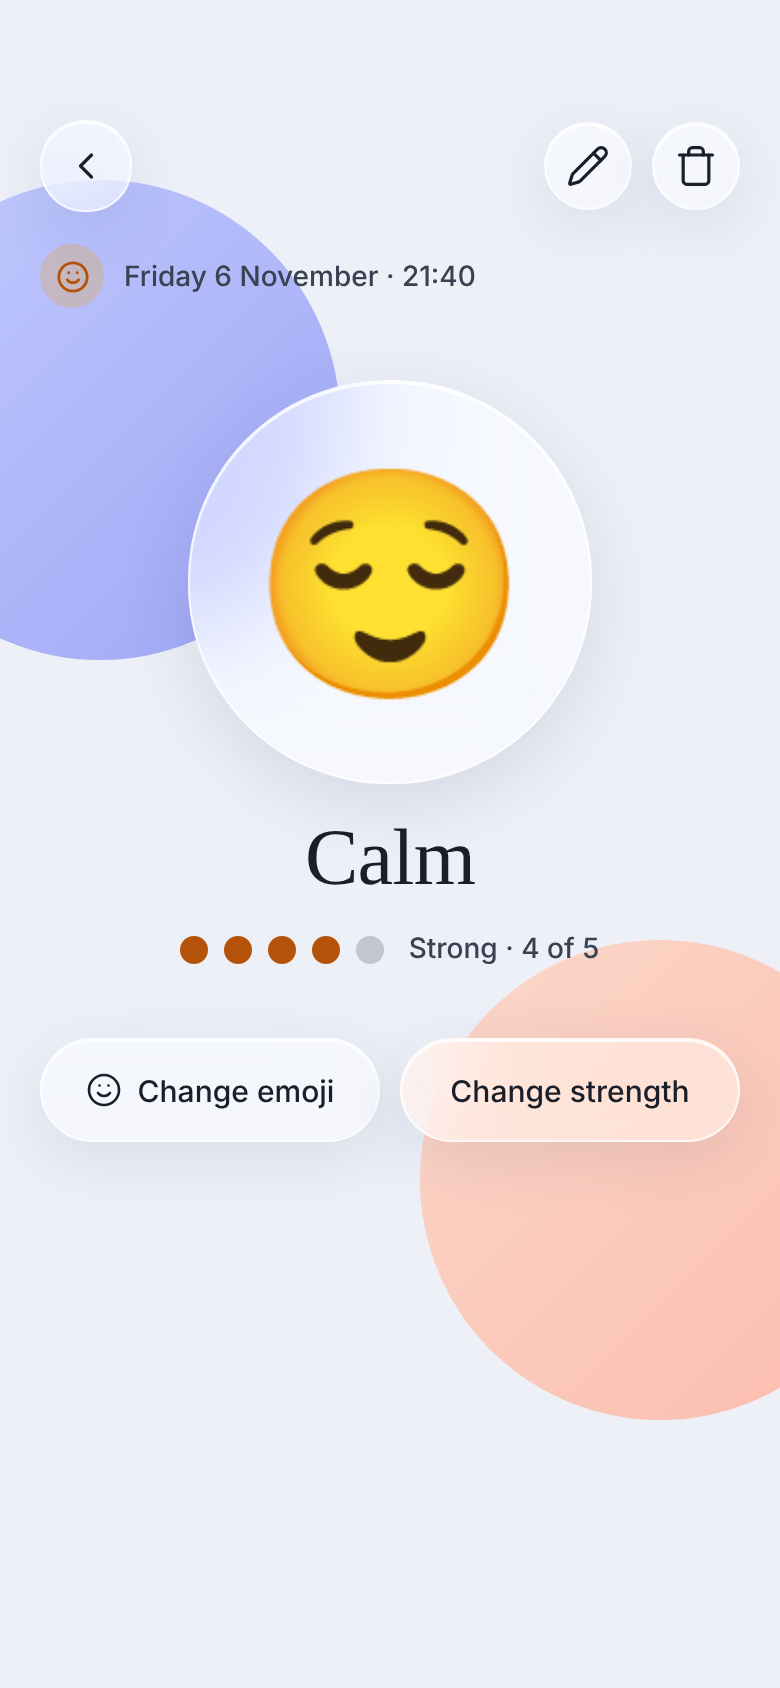 Friday 6 November · 21:40
Calm
Strong · 4 of 5
Change emoji
Change strength